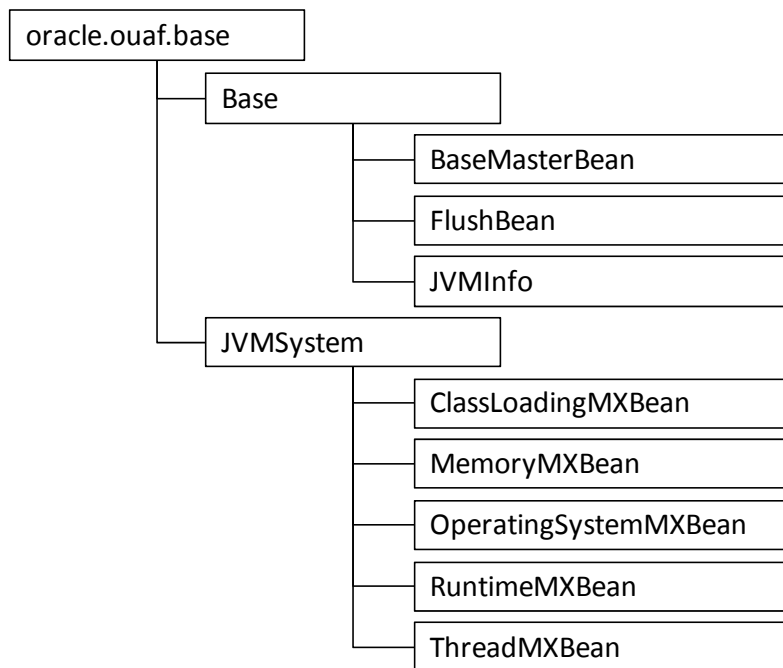 oracle.ouaf.base
Base
BaseMasterBean
FlushBean
JVMInfo
JVMSystem
ClassLoadingMXBean
MemoryMXBean
OperatingSystemMXBean
RuntimeMXBean
ThreadMXBean